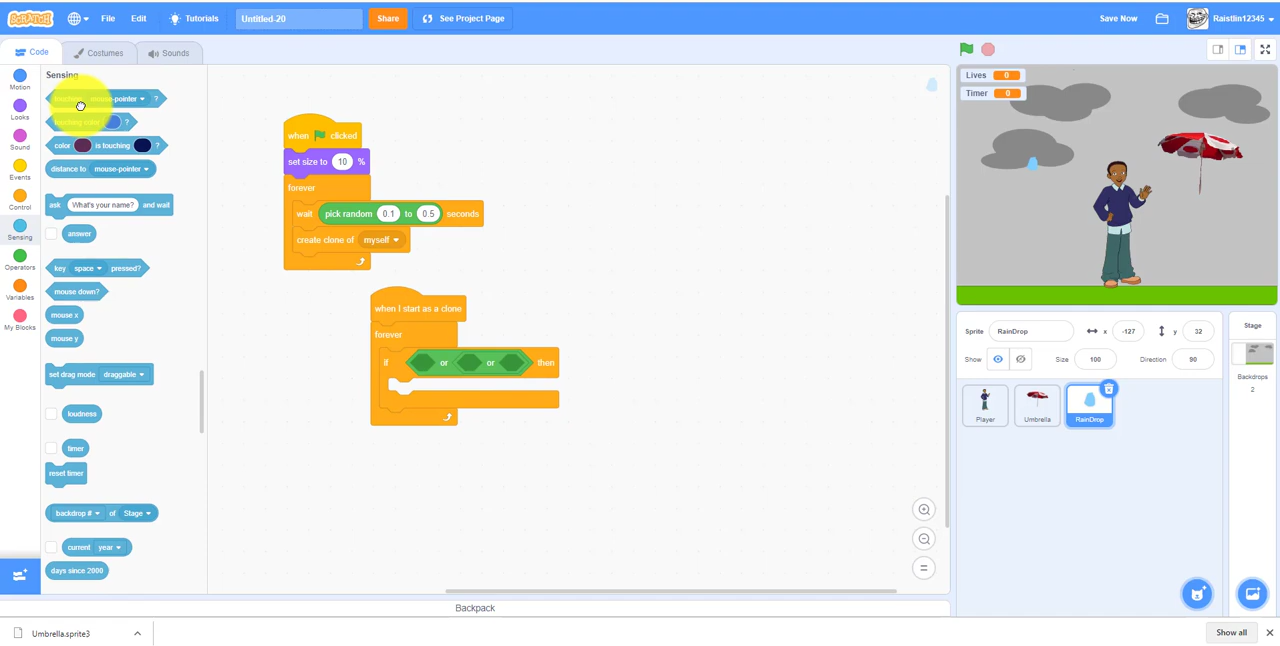 SCRATCH File Edit Tutorials Untitled-20 Share See Project Page Save Now Raistlin12345
Code Costumes Sounds
Motion
Looks
Sound
Events
Control
Sensing
Operators
Variables
My Blocks
Sensing
touching mouse-pointer ?
touching color ?
color is touching ?
distance to mouse-pointer
ask What's your name? and wait
answer
key space pressed?
mouse down?
mouse x
mouse y
set drag mode draggable
loudness
timer
reset timer
backdrop # of Stage
current year
days since 2000
when clicked
set size to 10 %
forever
wait pick random 0.1 to 0.5 seconds
create clone of myself
when I start as a clone
forever
if or or then
Lives 0
Timer 0
Sprite RainDrop x -127 y 32
Show Size 100 Direction 90
Player
Umbrella
RainDrop
Stage
Backdrops
2
Backpack
Umbrella.sprite3
Show all